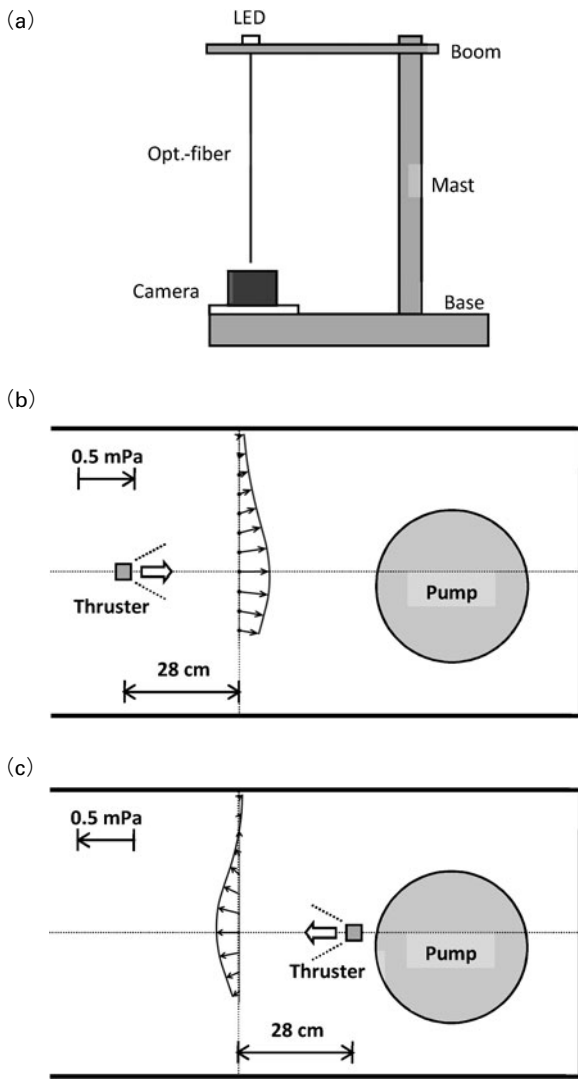 (a)
LED
Boom
Opt.-fiber
Mast
Camera
Base
(b)
0.5 mPa
Thruster
Pump
28 cm
(c)
0.5 mPa
Thruster
Pump
28 cm